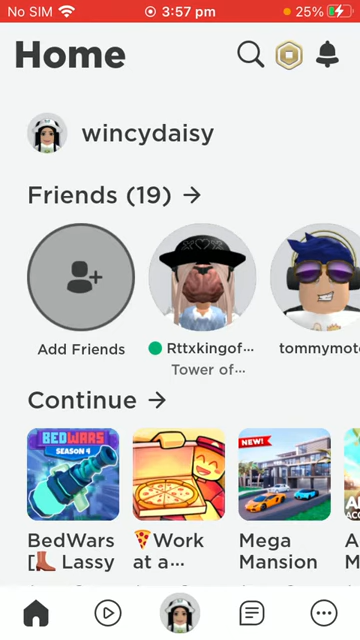 No SIM 3:57 pm 25%
Home
wincydaisy
Friends (19) →
Add Friends
Rttxkingof...
tommymot
Tower of...
Continue →
BEDWARS
SEASON 4
NEW!
BedWars
[👢 Lassy
🍕Work
at a...
Mega
Mansion